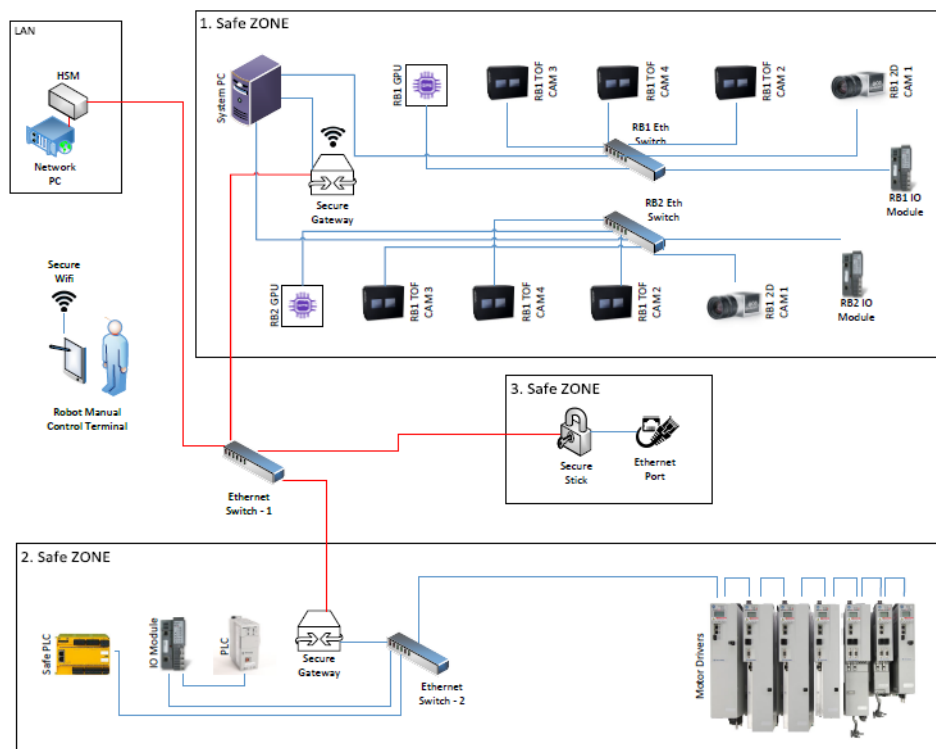 LAN
HSM
Network
PC
1. Safe ZONE
System PC
Secure
Gateway
RB1 GPU
RB1 TOF
CAM 3
RB1 TOF
CAM 4
RB1 TOF
CAM 2
RB1 2D
CAM 1
RB1 Eth
Switch
RB1 IO
Module
RB2 Eth
Switch
RB2 GPU
RB1 TOF
CAM 3
RB1 TOF
CAM 4
RB1 TOF
CAM 2
RB1 2D
CAM 1
RB2 IO
Module
Secure
Wifi
Robot Manual
Control Terminal
3. Safe ZONE
Secure
Stick
Ethernet
Port
Ethernet
Switch - 1
2. Safe ZONE
Safe PLC
IO Module
PLC
Secure
Gateway
Ethernet
Switch - 2
Motor Drivers